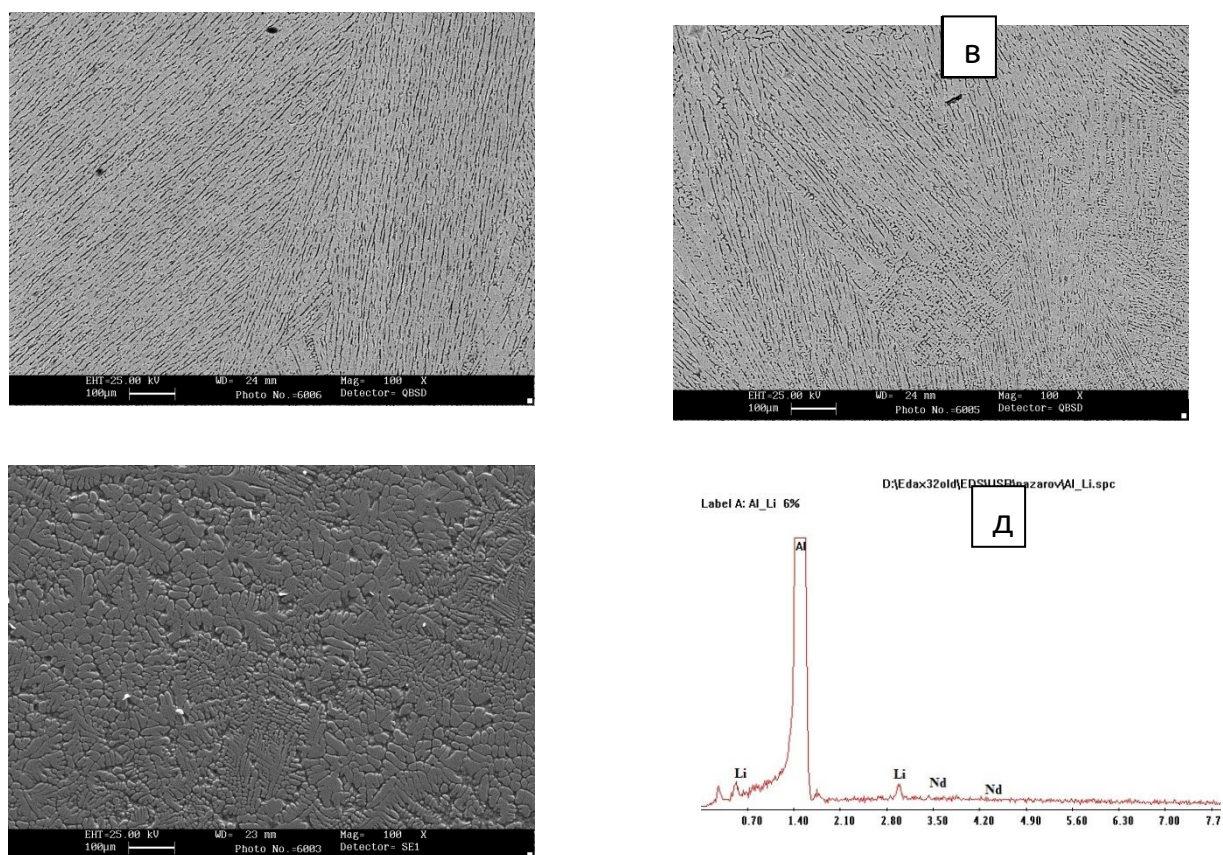 В
EHT=25.00 kV WD= 24 mm Mag= 100 X
100µm Photo No.=6006 Detector= QBSD
EHT=25.00 kV WD= 24 mm Mag= 100 X
100µm Photo No.=6005 Detector= QBSD
D:\Edax32old\EDS\USR\nazarov\Al_Li.spc
Label A: Al_Li 6%
Д
Al
Li
Li
Nd
Nd
0.70 1.40 2.10 2.80 3.50 4.20 4.90 5.60 6.30 7.00 7.7
EHT=25.00 kV WD= 23 mm Mag= 100 X
100µm Photo No.=6003 Detector= SE1